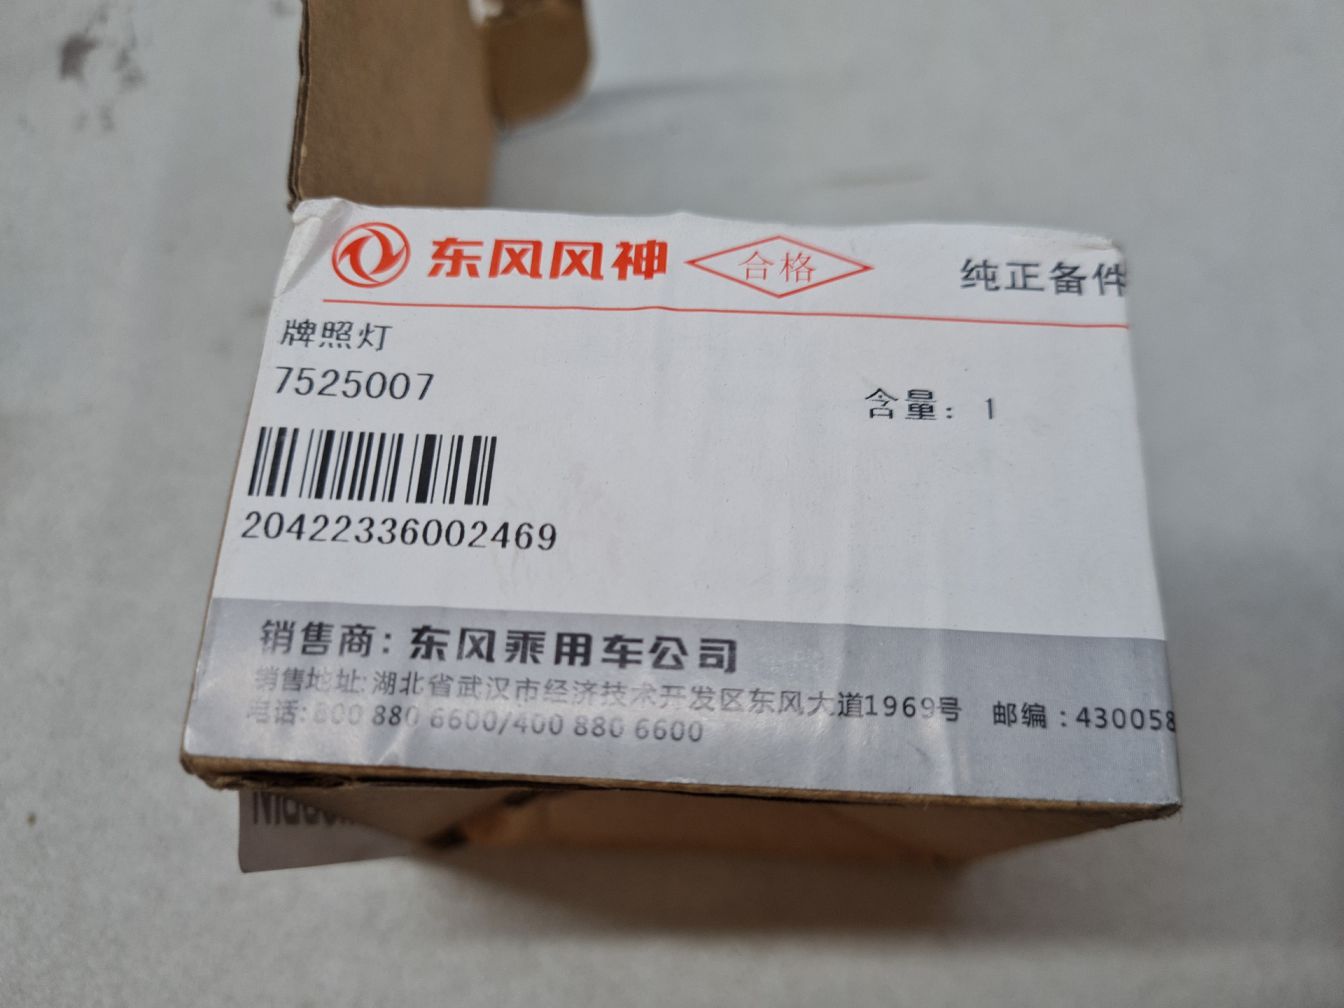 东风风神 合格 纯正备件
牌照灯
7525007
含量: 1
20422336002469
销售商: 东风乘用车公司
销售地址: 湖北省武汉市经济技术开发区东风大道1969号 邮编: 430058
电话: 800 880 6600/400 880 6600